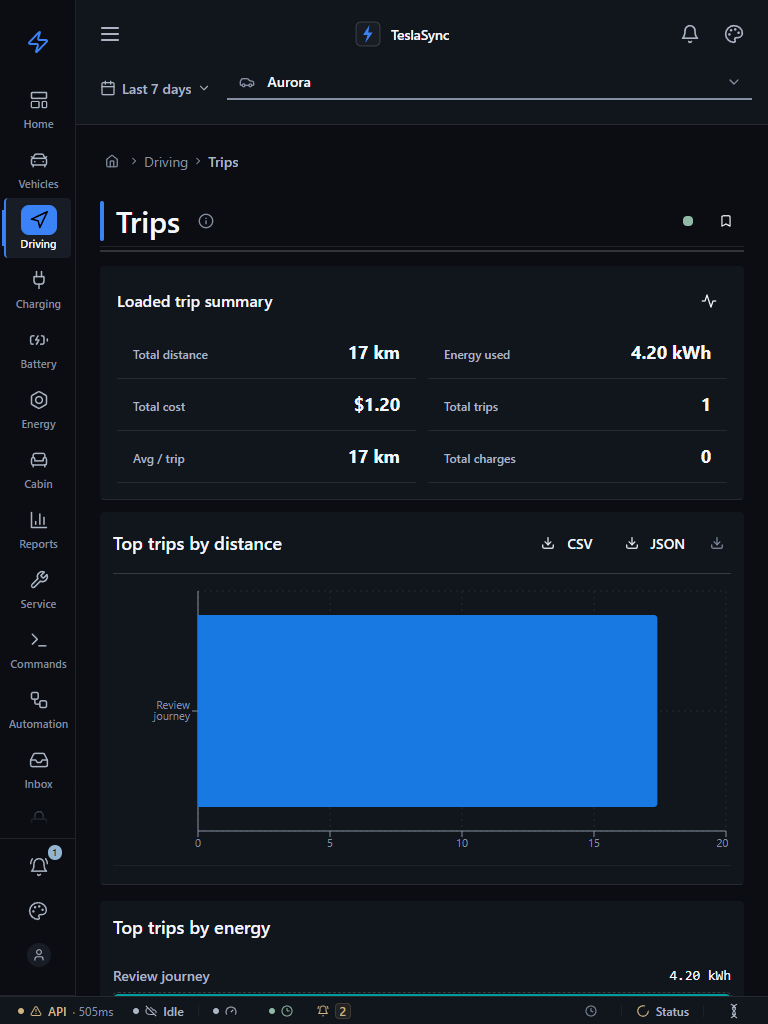 TeslaSync
Last 7 days
Aurora
Home
Vehicles
Driving
Charging
Battery
Energy
Cabin
Reports
Service
Commands
Automation
Inbox
1
Driving
Trips
Trips
Loaded trip summary
Total distance 17 km
Energy used 4.20 kWh
Total cost $1.20
Total trips 1
Avg / trip 17 km
Total charges 0
Top trips by distance
CSV JSON
Review
journey
0 5 10 15 20
Top trips by energy
Review journey 4.20 kWh
API · 505ms Idle 2 Status